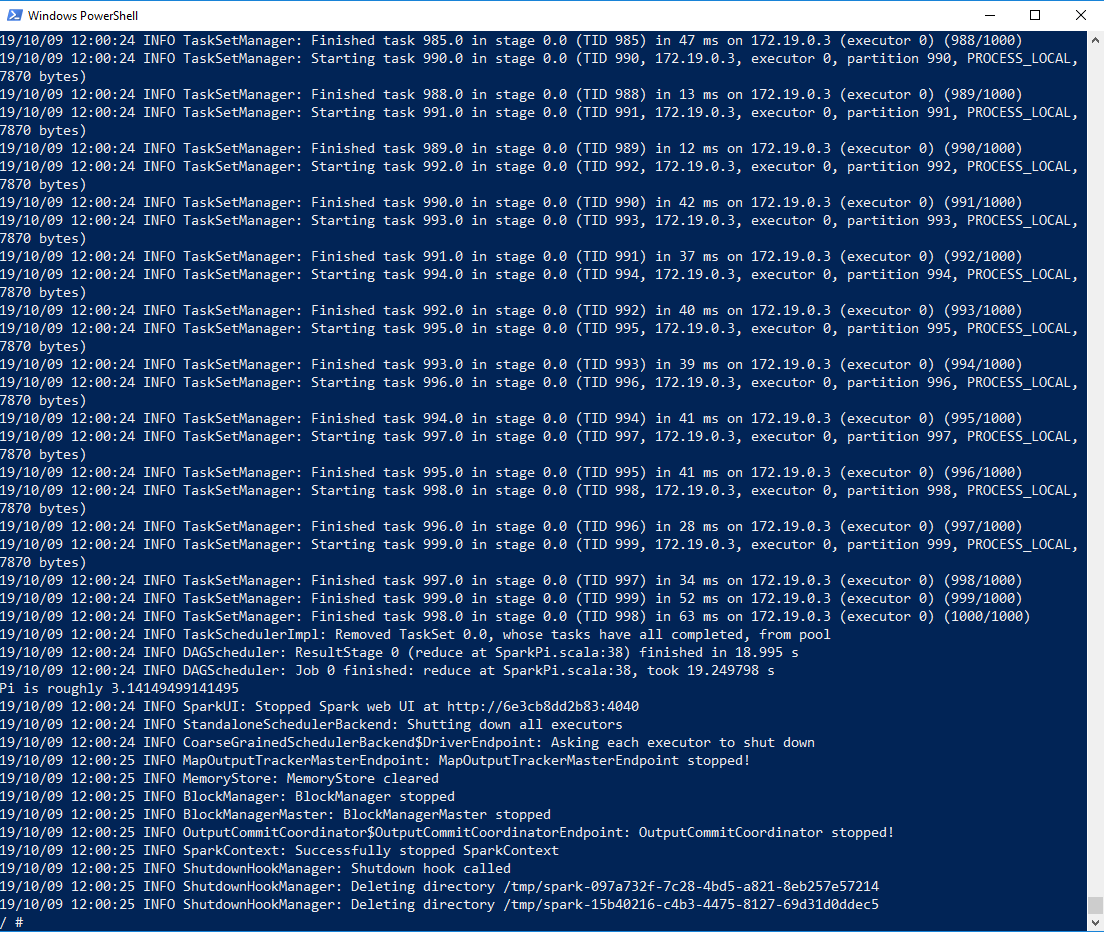 Windows PowerShell
19/10/09 12:00:24 INFO TaskSetManager: Finished task 985.0 in stage 0.0 (TID 985) in 47 ms on 172.19.0.3 (executor 0) (988/1000)
19/10/09 12:00:24 INFO TaskSetManager: Starting task 990.0 in stage 0.0 (TID 990, 172.19.0.3, executor 0, partition 990, PROCESS_LOCAL,
7870 bytes)
19/10/09 12:00:24 INFO TaskSetManager: Finished task 988.0 in stage 0.0 (TID 988) in 13 ms on 172.19.0.3 (executor 0) (989/1000)
19/10/09 12:00:24 INFO TaskSetManager: Starting task 991.0 in stage 0.0 (TID 991, 172.19.0.3, executor 0, partition 991, PROCESS_LOCAL,
7870 bytes)
19/10/09 12:00:24 INFO TaskSetManager: Finished task 989.0 in stage 0.0 (TID 989) in 12 ms on 172.19.0.3 (executor 0) (990/1000)
19/10/09 12:00:24 INFO TaskSetManager: Starting task 992.0 in stage 0.0 (TID 992, 172.19.0.3, executor 0, partition 992, PROCESS_LOCAL,
7870 bytes)
19/10/09 12:00:24 INFO TaskSetManager: Finished task 990.0 in stage 0.0 (TID 990) in 42 ms on 172.19.0.3 (executor 0) (991/1000)
19/10/09 12:00:24 INFO TaskSetManager: Starting task 993.0 in stage 0.0 (TID 993, 172.19.0.3, executor 0, partition 993, PROCESS_LOCAL,
7870 bytes)
19/10/09 12:00:24 INFO TaskSetManager: Finished task 991.0 in stage 0.0 (TID 991) in 37 ms on 172.19.0.3 (executor 0) (992/1000)
19/10/09 12:00:24 INFO TaskSetManager: Starting task 994.0 in stage 0.0 (TID 994, 172.19.0.3, executor 0, partition 994, PROCESS_LOCAL,
7870 bytes)
19/10/09 12:00:24 INFO TaskSetManager: Finished task 992.0 in stage 0.0 (TID 992) in 40 ms on 172.19.0.3 (executor 0) (993/1000)
19/10/09 12:00:24 INFO TaskSetManager: Starting task 995.0 in stage 0.0 (TID 995, 172.19.0.3, executor 0, partition 995, PROCESS_LOCAL,
7870 bytes)
19/10/09 12:00:24 INFO TaskSetManager: Finished task 993.0 in stage 0.0 (TID 993) in 39 ms on 172.19.0.3 (executor 0) (994/1000)
19/10/09 12:00:24 INFO TaskSetManager: Starting task 996.0 in stage 0.0 (TID 996, 172.19.0.3, executor 0, partition 996, PROCESS_LOCAL,
7870 bytes)
19/10/09 12:00:24 INFO TaskSetManager: Finished task 994.0 in stage 0.0 (TID 994) in 41 ms on 172.19.0.3 (executor 0) (995/1000)
19/10/09 12:00:24 INFO TaskSetManager: Starting task 997.0 in stage 0.0 (TID 997, 172.19.0.3, executor 0, partition 997, PROCESS_LOCAL,
7870 bytes)
19/10/09 12:00:24 INFO TaskSetManager: Finished task 995.0 in stage 0.0 (TID 995) in 41 ms on 172.19.0.3 (executor 0) (996/1000)
19/10/09 12:00:24 INFO TaskSetManager: Starting task 998.0 in stage 0.0 (TID 998, 172.19.0.3, executor 0, partition 998, PROCESS_LOCAL,
7870 bytes)
19/10/09 12:00:24 INFO TaskSetManager: Finished task 996.0 in stage 0.0 (TID 996) in 28 ms on 172.19.0.3 (executor 0) (997/1000)
19/10/09 12:00:24 INFO TaskSetManager: Starting task 999.0 in stage 0.0 (TID 999, 172.19.0.3, executor 0, partition 999, PROCESS_LOCAL,
7870 bytes)
19/10/09 12:00:24 INFO TaskSetManager: Finished task 997.0 in stage 0.0 (TID 997) in 34 ms on 172.19.0.3 (executor 0) (998/1000)
19/10/09 12:00:24 INFO TaskSetManager: Finished task 999.0 in stage 0.0 (TID 999) in 52 ms on 172.19.0.3 (executor 0) (999/1000)
19/10/09 12:00:24 INFO TaskSetManager: Finished task 998.0 in stage 0.0 (TID 998) in 63 ms on 172.19.0.3 (executor 0) (1000/1000)
19/10/09 12:00:24 INFO TaskSchedulerImpl: Removed TaskSet 0.0, whose tasks have all completed, from pool
19/10/09 12:00:24 INFO DAGScheduler: ResultStage 0 (reduce at SparkPi.scala:38) finished in 18.995 s
19/10/09 12:00:24 INFO DAGScheduler: Job 0 finished: reduce at SparkPi.scala:38, took 19.249798 s
Pi is roughly 3.14149499141495
19/10/09 12:00:24 INFO SparkUI: Stopped Spark web UI at http://6e3cb8dd2b83:4040
19/10/09 12:00:24 INFO StandaloneSchedulerBackend: Shutting down all executors
19/10/09 12:00:24 INFO CoarseGrainedSchedulerBackend$DriverEndpoint: Asking each executor to shut down
19/10/09 12:00:25 INFO MapOutputTrackerMasterEndpoint: MapOutputTrackerMasterEndpoint stopped!
19/10/09 12:00:25 INFO MemoryStore: MemoryStore cleared
19/10/09 12:00:25 INFO BlockManager: BlockManager stopped
19/10/09 12:00:25 INFO BlockManagerMaster: BlockManagerMaster stopped
19/10/09 12:00:25 INFO OutputCommitCoordinator$OutputCommitCoordinatorEndpoint: OutputCommitCoordinator stopped!
19/10/09 12:00:25 INFO SparkContext: Successfully stopped SparkContext
19/10/09 12:00:25 INFO ShutdownHookManager: Shutdown hook called
19/10/09 12:00:25 INFO ShutdownHookManager: Deleting directory /tmp/spark-097a732f-7c28-4bd5-a821-8eb257e57214
19/10/09 12:00:25 INFO ShutdownHookManager: Deleting directory /tmp/spark-15b40216-c4b3-4475-8127-69d31d0ddec5
/ #